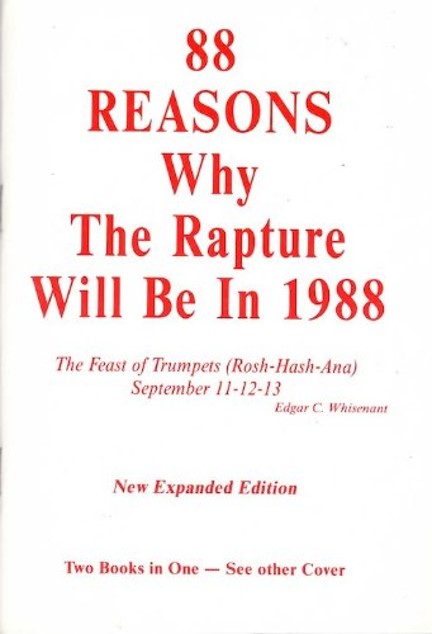 88
REASONS
Why
The Rapture
Will Be In 1988
The Feast of Trumpets (Rosh-Hash-Ana)
September 11-12-13
Edgar C. Whisenant
New Expanded Edition
Two Books in One — See other Cover